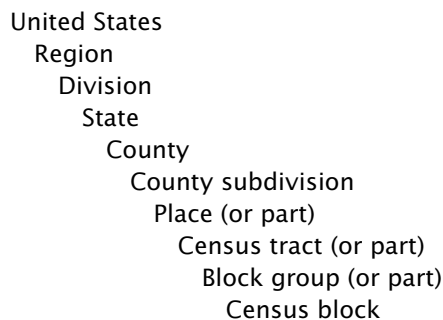 United States
Region
Division
State
County
County subdivision
Place (or part)
Census tract (or part)
Block group (or part)
Census block